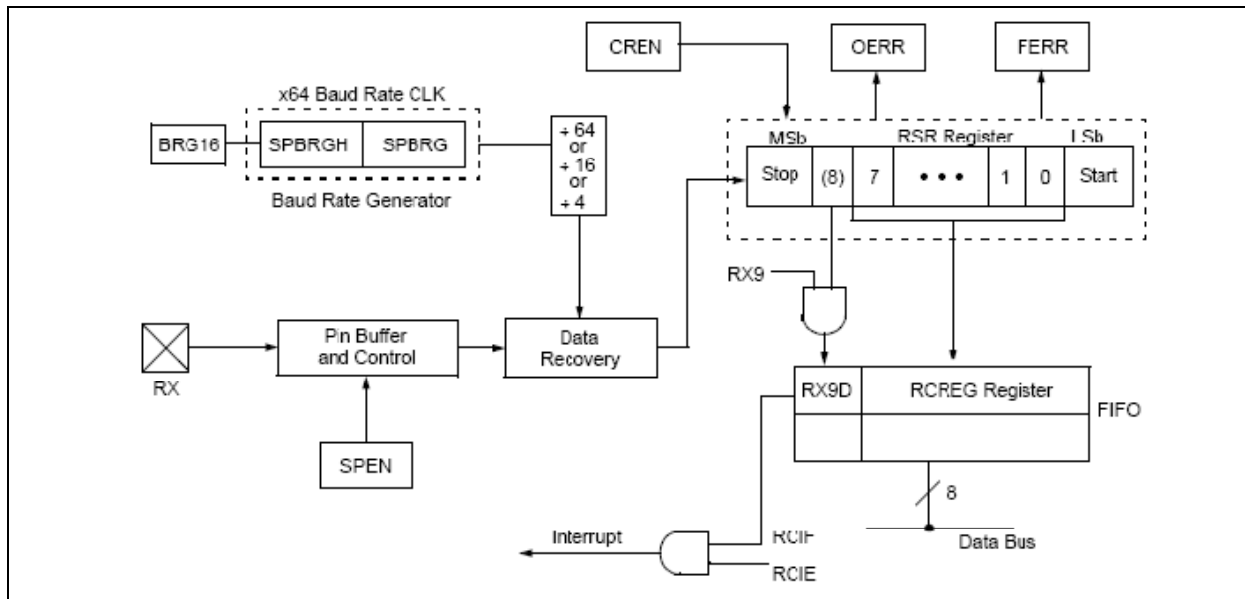 CREN
OERR
FERR
x64 Baud Rate CLK
BRG16
SPBRGH
SPBRG
Baud Rate Generator
÷ 64
or
÷ 16
or
÷ 4
MSb
RSR Register
LSb
Stop
(8)
7
• • •
1
0
Start
RX9
RX
Pin Buffer
and Control
Data
Recovery
SPEN
RX9D
RCREG Register
FIFO
8
Data Bus
Interrupt
RCIF
RCIE